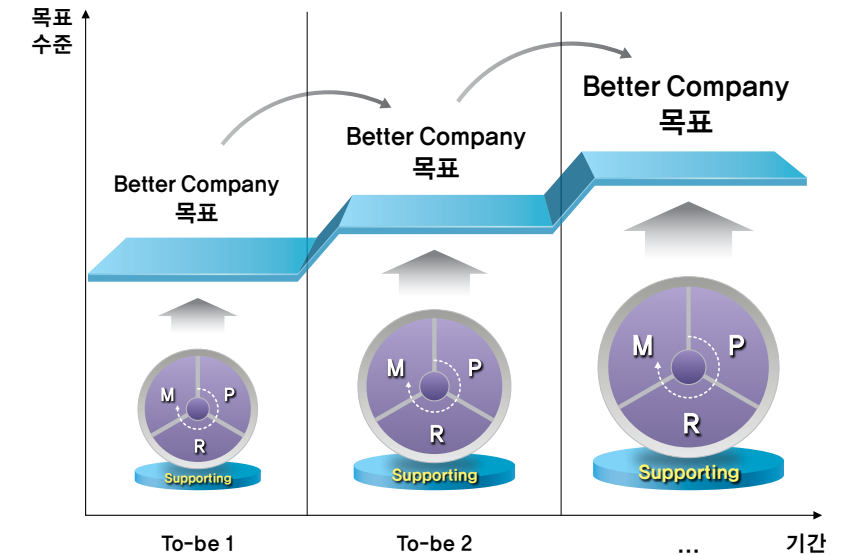 목표
수준
Better Company
목표
Better Company
목표
Better Company
목표
M
P
R
Supporting
M
P
R
Supporting
M
P
R
Supporting
To-be 1
To-be 2
...
기간